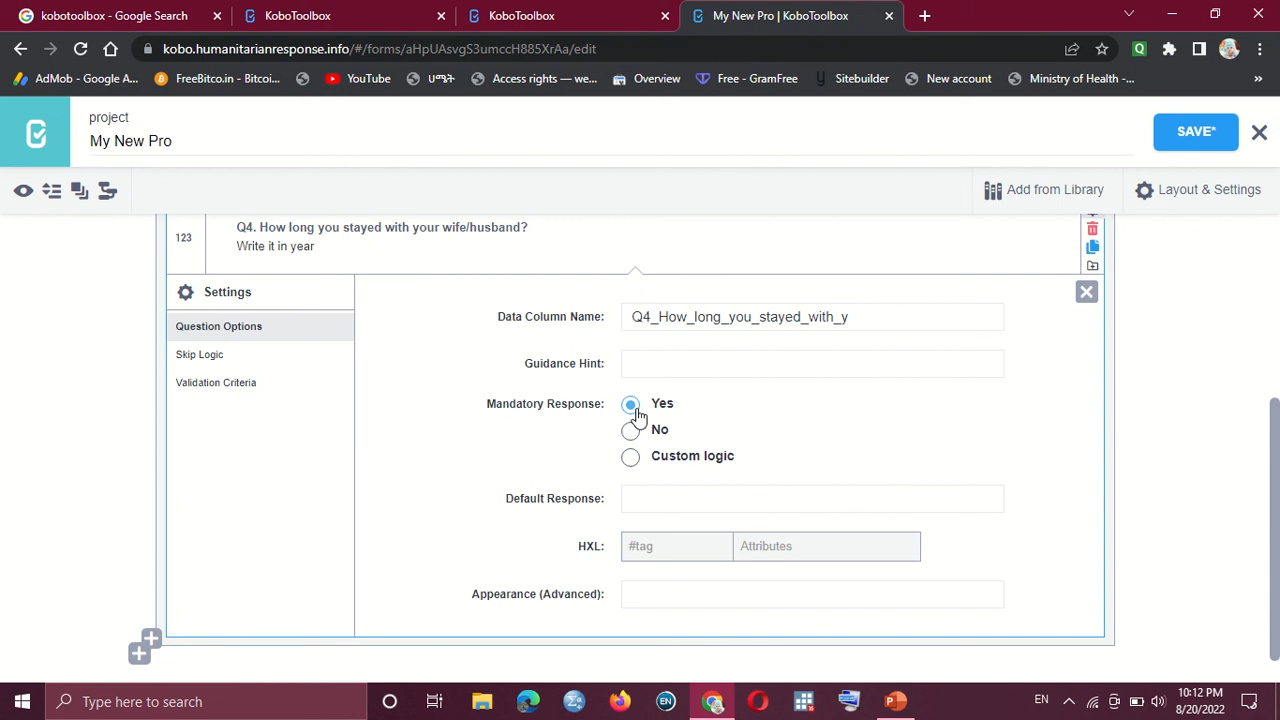 kobotoolbox - Google Search
KoboToolbox
KoboToolbox
My New Pro | KoboToolbox
kobo.humanitarianresponse.info/#/forms/aHpUAsvgS3umccH885XrAa/edit
AdMob - Google A...
FreeBitco.in - Bitcoin...
YouTube
Access rights — we...
Overview
Free - GramFree
Sitebuilder
New account
Ministry of Health -...
»
project
My New Pro
SAVE*
Add from Library
Layout & Settings
123
Q4. How long you stayed with your wife/husband?
Write it in year
Settings
Question Options
Skip Logic
Validation Criteria
Data Column Name:
Q4_How_long_you_stayed_with_y
Guidance Hint:
Mandatory Response:
Yes
No
Custom logic
Default Response:
HXL:
#tag
Attributes
Appearance (Advanced):
Type here to search
EN
EN
10:12 PM
8/20/2022